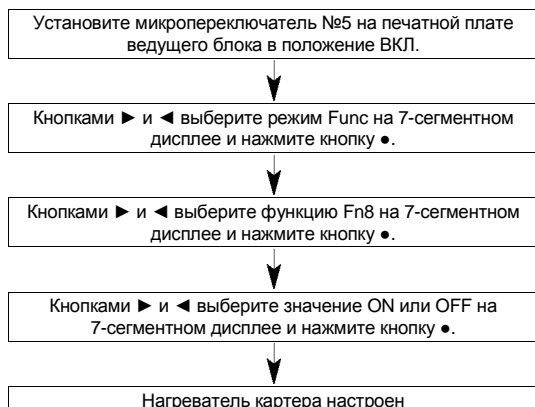 Установите микропереключатель №5 на печатной плате
ведущего блока в положение ВКЛ.
Кнопками ► и ◄ выберите режим Func на 7-сегментном
дисплее и нажмите кнопку ●.
Кнопками ► и ◄ выберите функцию Fn8 на 7-сегментном
дисплее и нажмите кнопку ●.
Кнопками ► и ◄ выберите значение ON или OFF на
7-сегментном дисплее и нажмите кнопку ●.
Нагреватель картера настроен